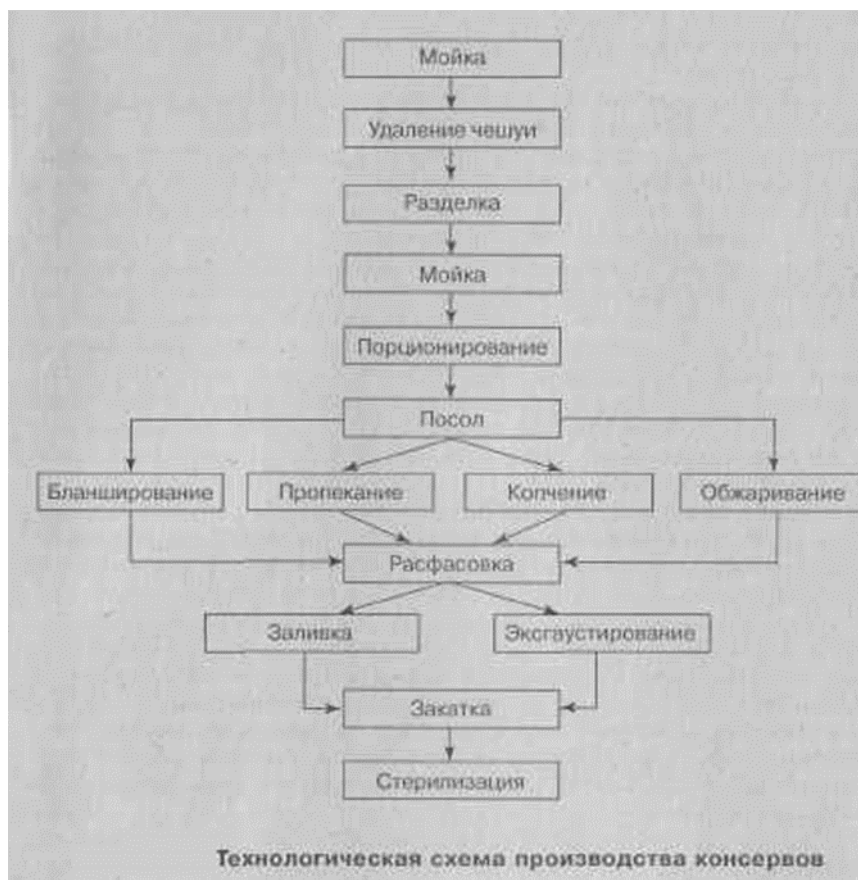 Мойка
Удаление чешуи
Разделка
Мойка
Порционирование
Посол
Бланширование
Пропекание
Копчение
Обжаривание
Расфасовка
Заливка
Эксгаустирование
Закатка
Стерилизация
Технологическая схема производства консервов